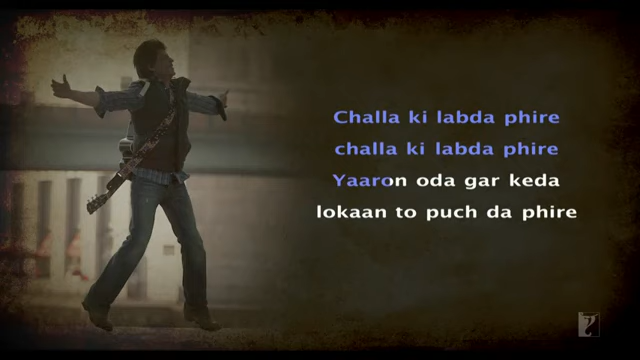 Challa ki labda phire
challa ki labda phire
Yaaron oda gar keda
lokaan to puch da phire